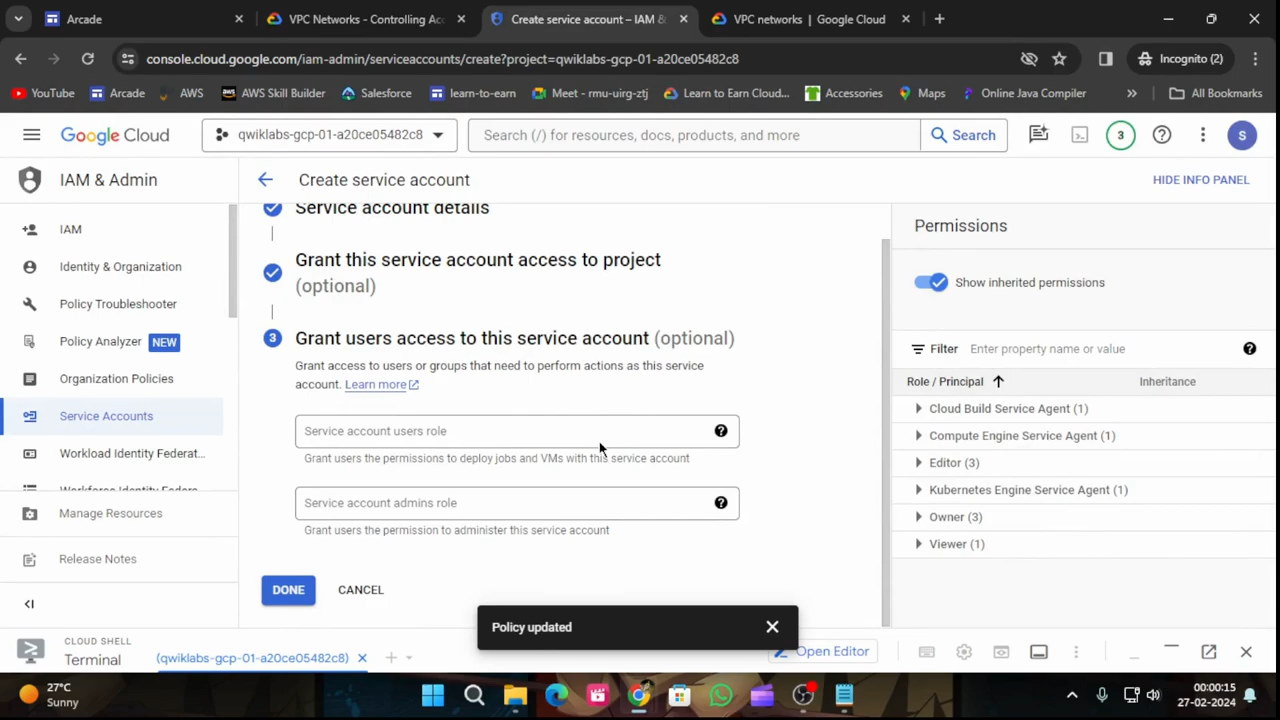 Arcade
VPC Networks - Controlling Acc
Create service account – IAM &
VPC networks | Google Cloud
console.cloud.google.com/iam-admin/serviceaccounts/create?project=qwiklabs-gcp-01-a20ce05482c8
Incognito (2)
YouTube
Arcade
AWS
AWS Skill Builder
Salesforce
learn-to-earn
Meet - rmu-uirg-ztj
Learn to Earn Cloud...
Accessories
Maps
Online Java Compiler
»
All Bookmarks
Google Cloud
qwiklabs-gcp-01-a20ce05482c8
Search (/) for resources, docs, products, and more
Search
3
S
IAM & Admin
Create service account
HIDE INFO PANEL
IAM
Identity & Organization
Policy Troubleshooter
Policy Analyzer NEW
Organization Policies
Service Accounts
Workload Identity Federat...
Workforce Identity Federa...
Manage Resources
Release Notes
Service account details
Grant this service account access to project
(optional)
3
Grant users access to this service account (optional)
Grant access to users or groups that need to perform actions as this service
account. Learn more
Service account users role
Grant users the permissions to deploy jobs and VMs with this service account
Service account admins role
Grant users the permission to administer this service account
DONE
CANCEL
Policy updated
Permissions
Show inherited permissions
Filter
Enter property name or value
Role / Principal
Inheritance
Cloud Build Service Agent (1)
Compute Engine Service Agent (1)
Editor (3)
Kubernetes Engine Service Agent (1)
Owner (3)
Viewer (1)
CLOUD SHELL
Terminal
(qwiklabs-gcp-01-a20ce05482c8)
Open Editor
27°C
Sunny
00:00:15
27-02-2024